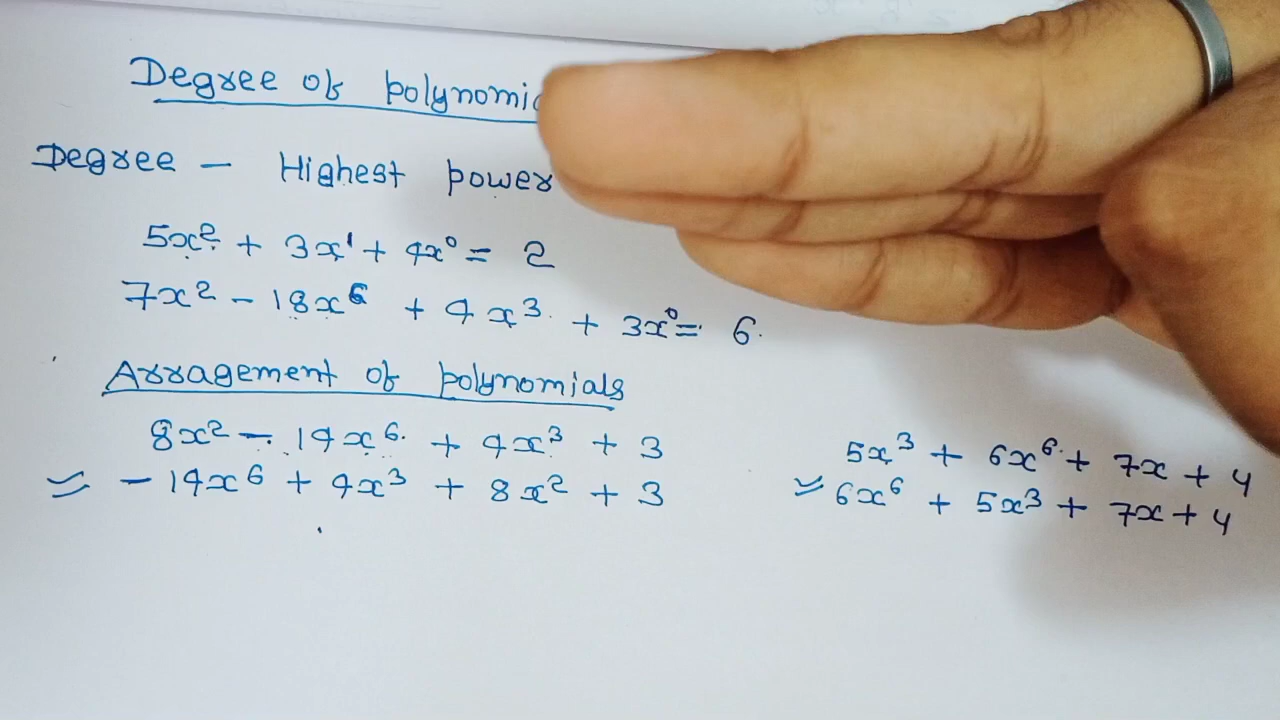 Degree of polynomi
Degree - Highest power
5x² + 3x¹ + 4x⁰ = 2
7x² - 18x⁶ + 4x³ + 3x⁰ = 6.
Arragement of polynomials
8x² - 14x⁶ + 4x³ + 3
≈ - 14x⁶ + 4x³ + 8x² + 3
5x³ + 6x⁶ + 7x + 4
≈ 6x⁶ + 5x³ + 7x + 4